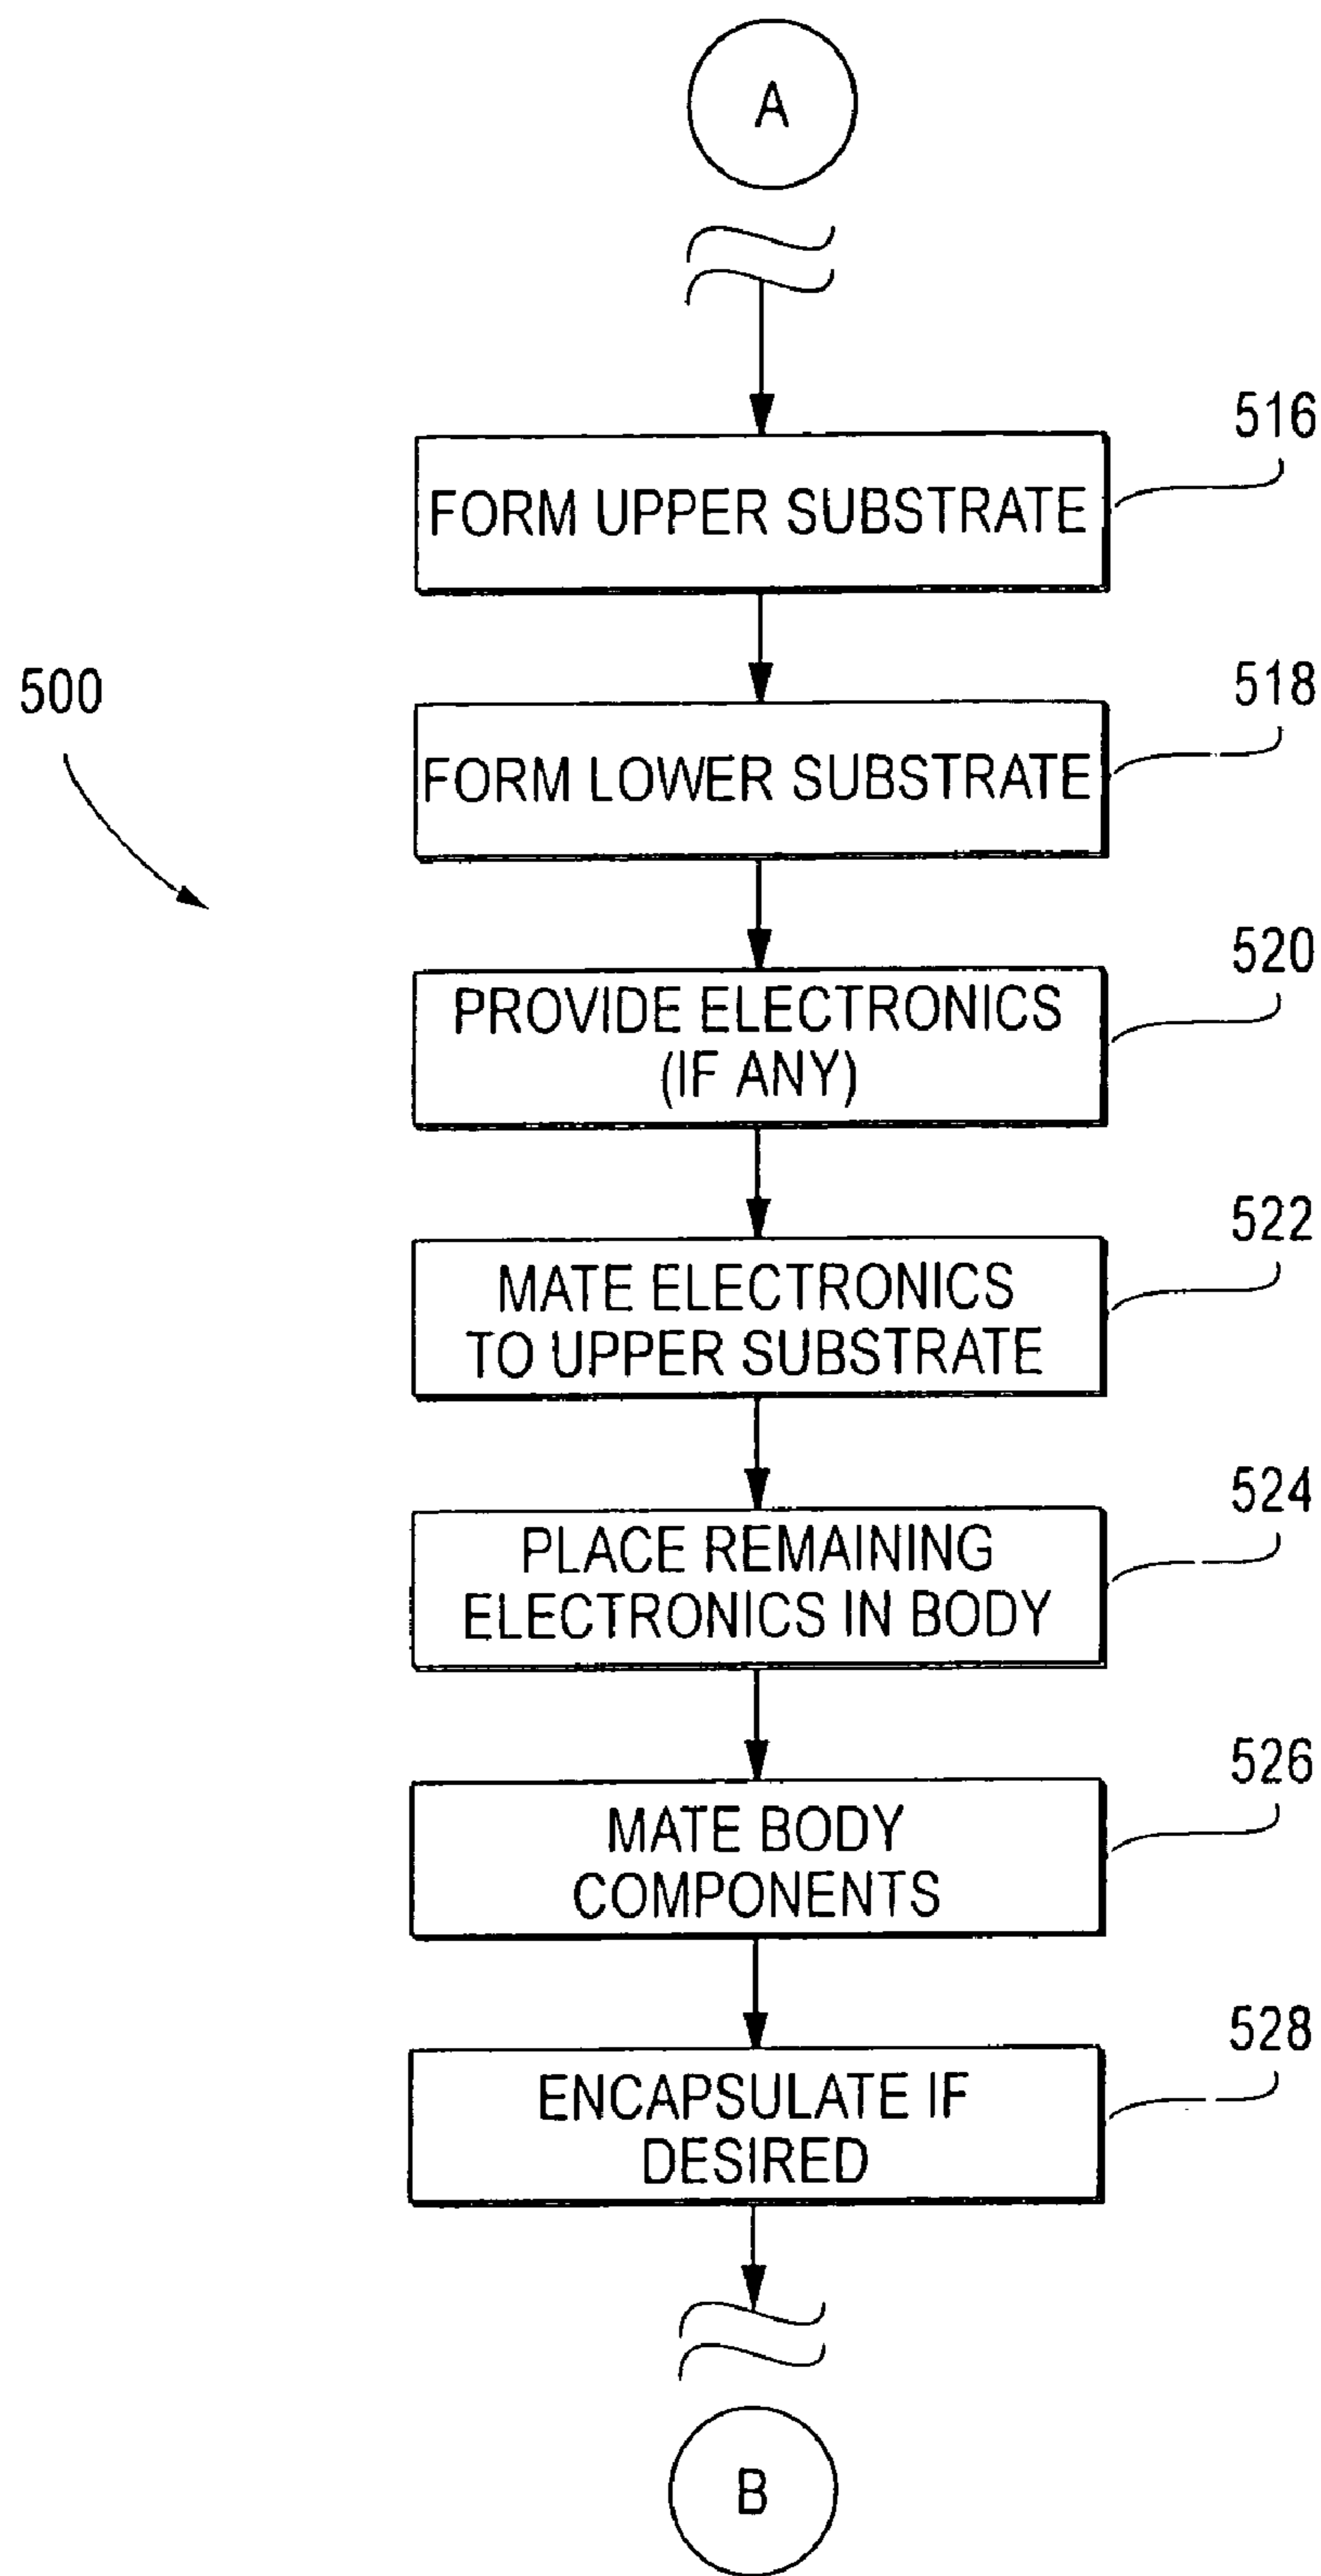 A
516
FORM UPPER SUBSTRATE
500
518
FORM LOWER SUBSTRATE
520
PROVIDE ELECTRONICS
(IF ANY)
522
MATE ELECTRONICS
TO UPPER SUBSTRATE
524
PLACE REMAINING
ELECTRONICS IN BODY
526
MATE BODY
COMPONENTS
528
ENCAPSULATE IF
DESIRED
B